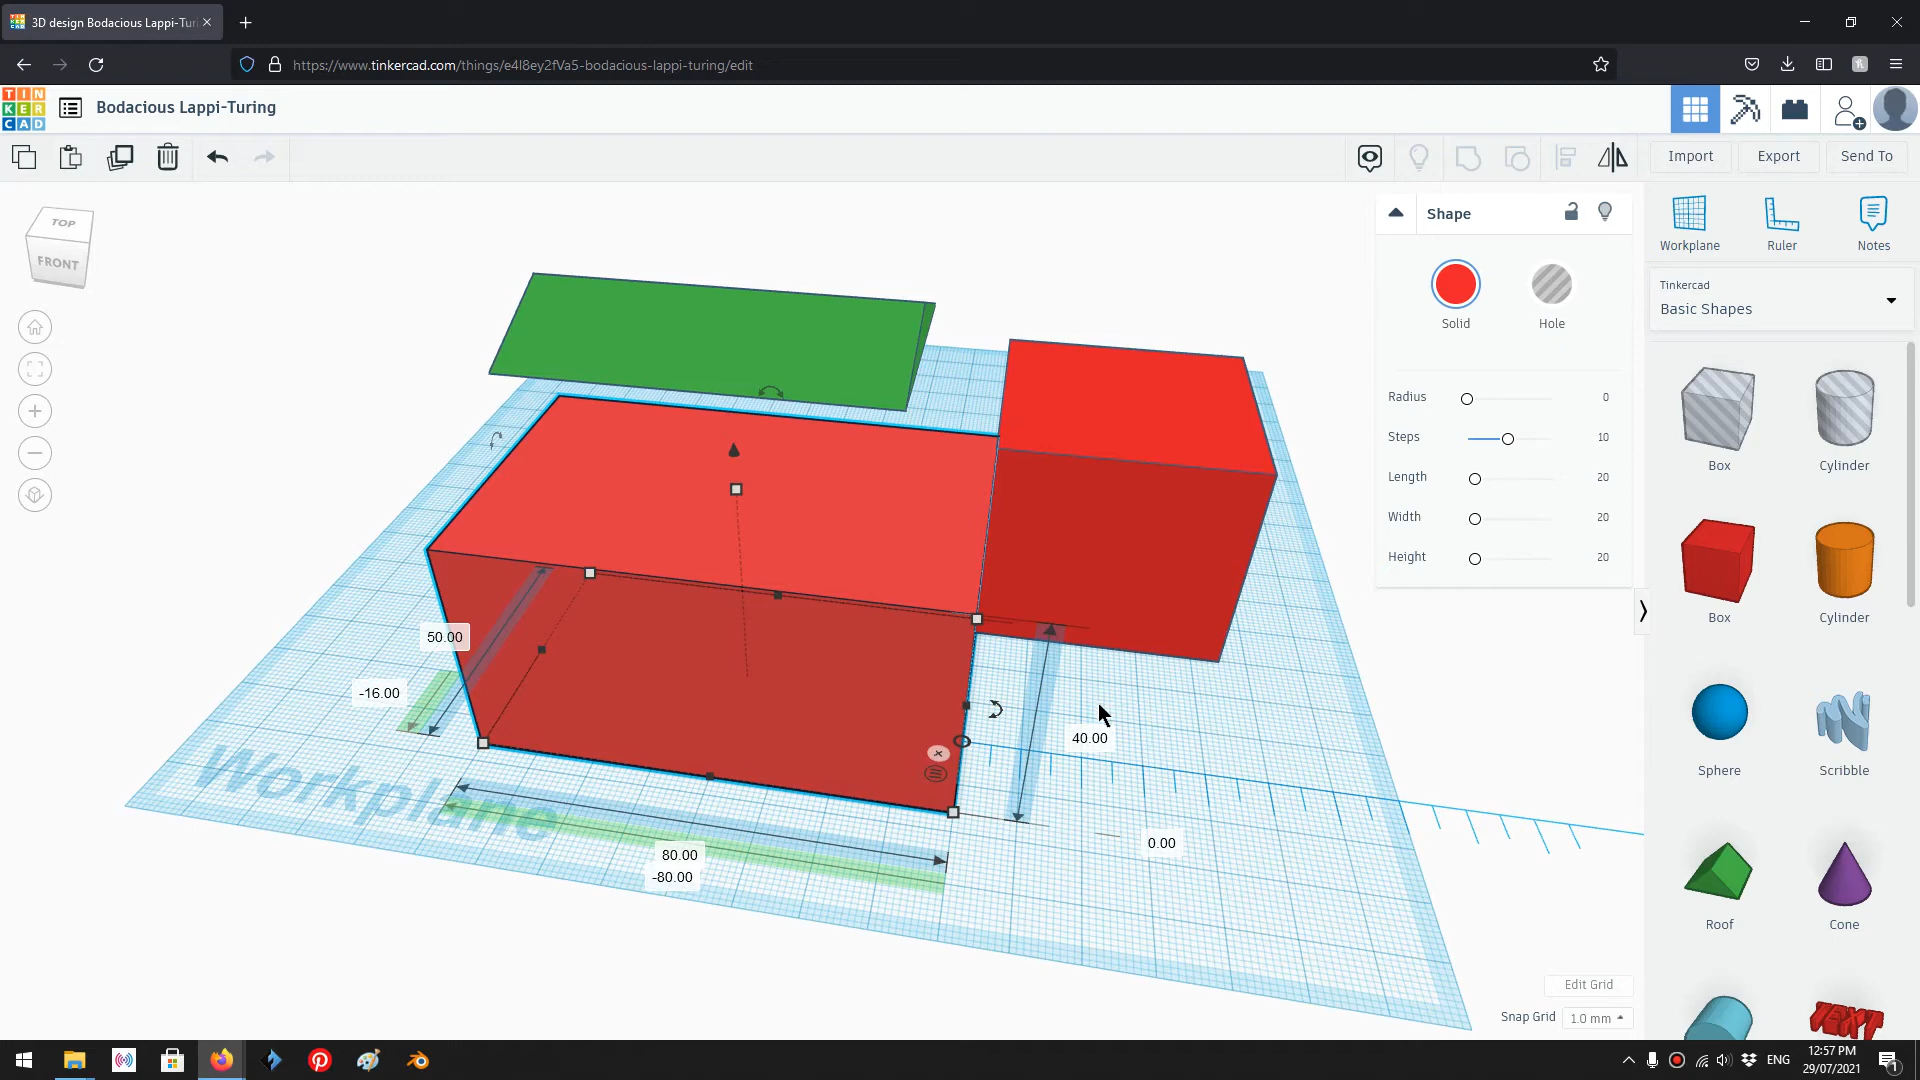 3D design Bodacious Lappi-Turi
https://www.tinkercad.com/things/e4l8ey2fVa5-bodacious-lappi-turing/edit
TIN
KER
CAD
Bodacious Lappi-Turing
Import
Export
Send To
TOP
FRONT
Shape
Solid
Hole
Radius 0
Steps 10
Length 20
Width 20
Height 20
Workplane
Ruler
Notes
Tinkercad
Basic Shapes
Box
Cylinder
Box
Cylinder
Sphere
Scribble
Roof
Cone
TEXT
50.00
-16.00
40.00
0.00
80.00
-80.00
Workplane
Edit Grid
Snap Grid 1.0 mm
ENG
12:57 PM
29/07/2021
1